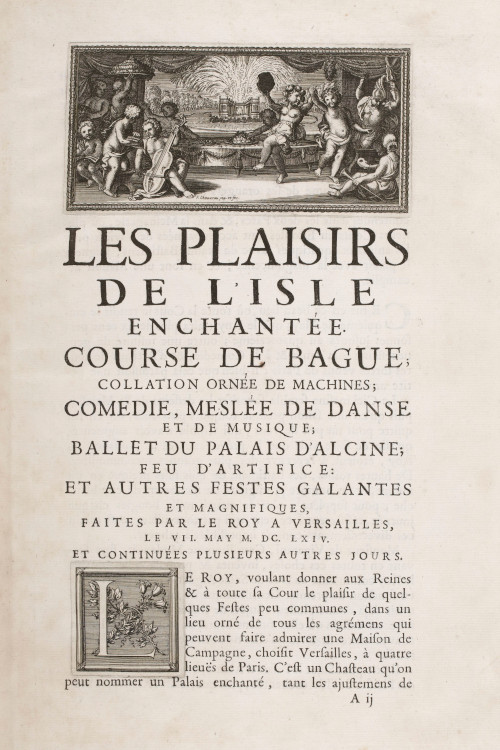 LES PLAISIRS
DE L'ISLE
ENCHANTÉE.
COURSE DE BAGUE;
COLLATION ORNÉE DE MACHINES;
COMEDIE, MESLÉE DE DANSE
ET DE MUSIQUE;
BALLET DU PALAIS D'ALCINE;
FEU D'ARTIFICE:
ET AUTRES FESTES GALANTES
ET MAGNIFIQUES,
FAITES PAR LE ROY A VERSAILLES,
LE VII. MAY M. DC. LXIV.
ET CONTINUÉES PLUSIEURS AUTRES JOURS.
LE ROY, voulant donner aux Reines
& à toute ſa Cour le plaiſir de quel-
ques Feſtes peu communes, dans un
lieu orné de tous les agrémens qui
peuvent faire admirer une Maiſon de
Campagne, choiſit Verſailles, à quatre
lieuës de Paris. C'eſt un Chaſteau qu'on
peut nommer un Palais enchanté, tant les ajuſtemens de
A ij